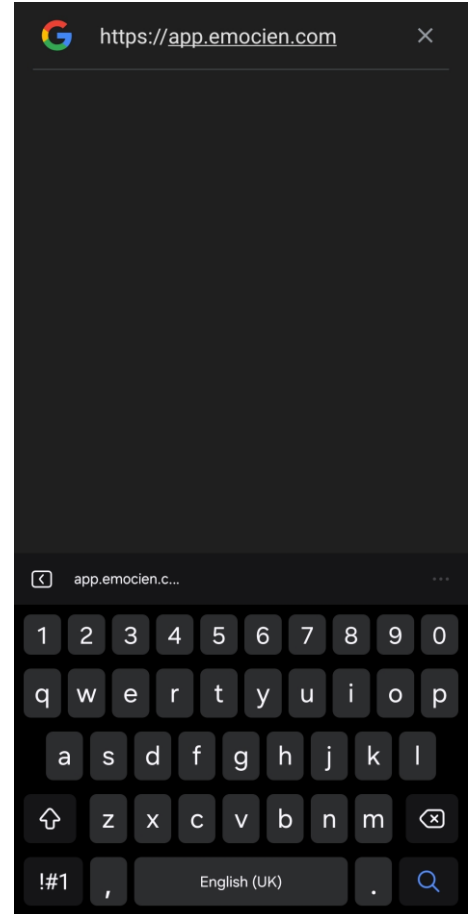 https://app.emocien.com
app.emocien.c...
1 2 3 4 5 6 7 8 9 0
q w e r t y u i o p
a s d f g h j k l
z x c v b n m
!#1 , English (UK) .